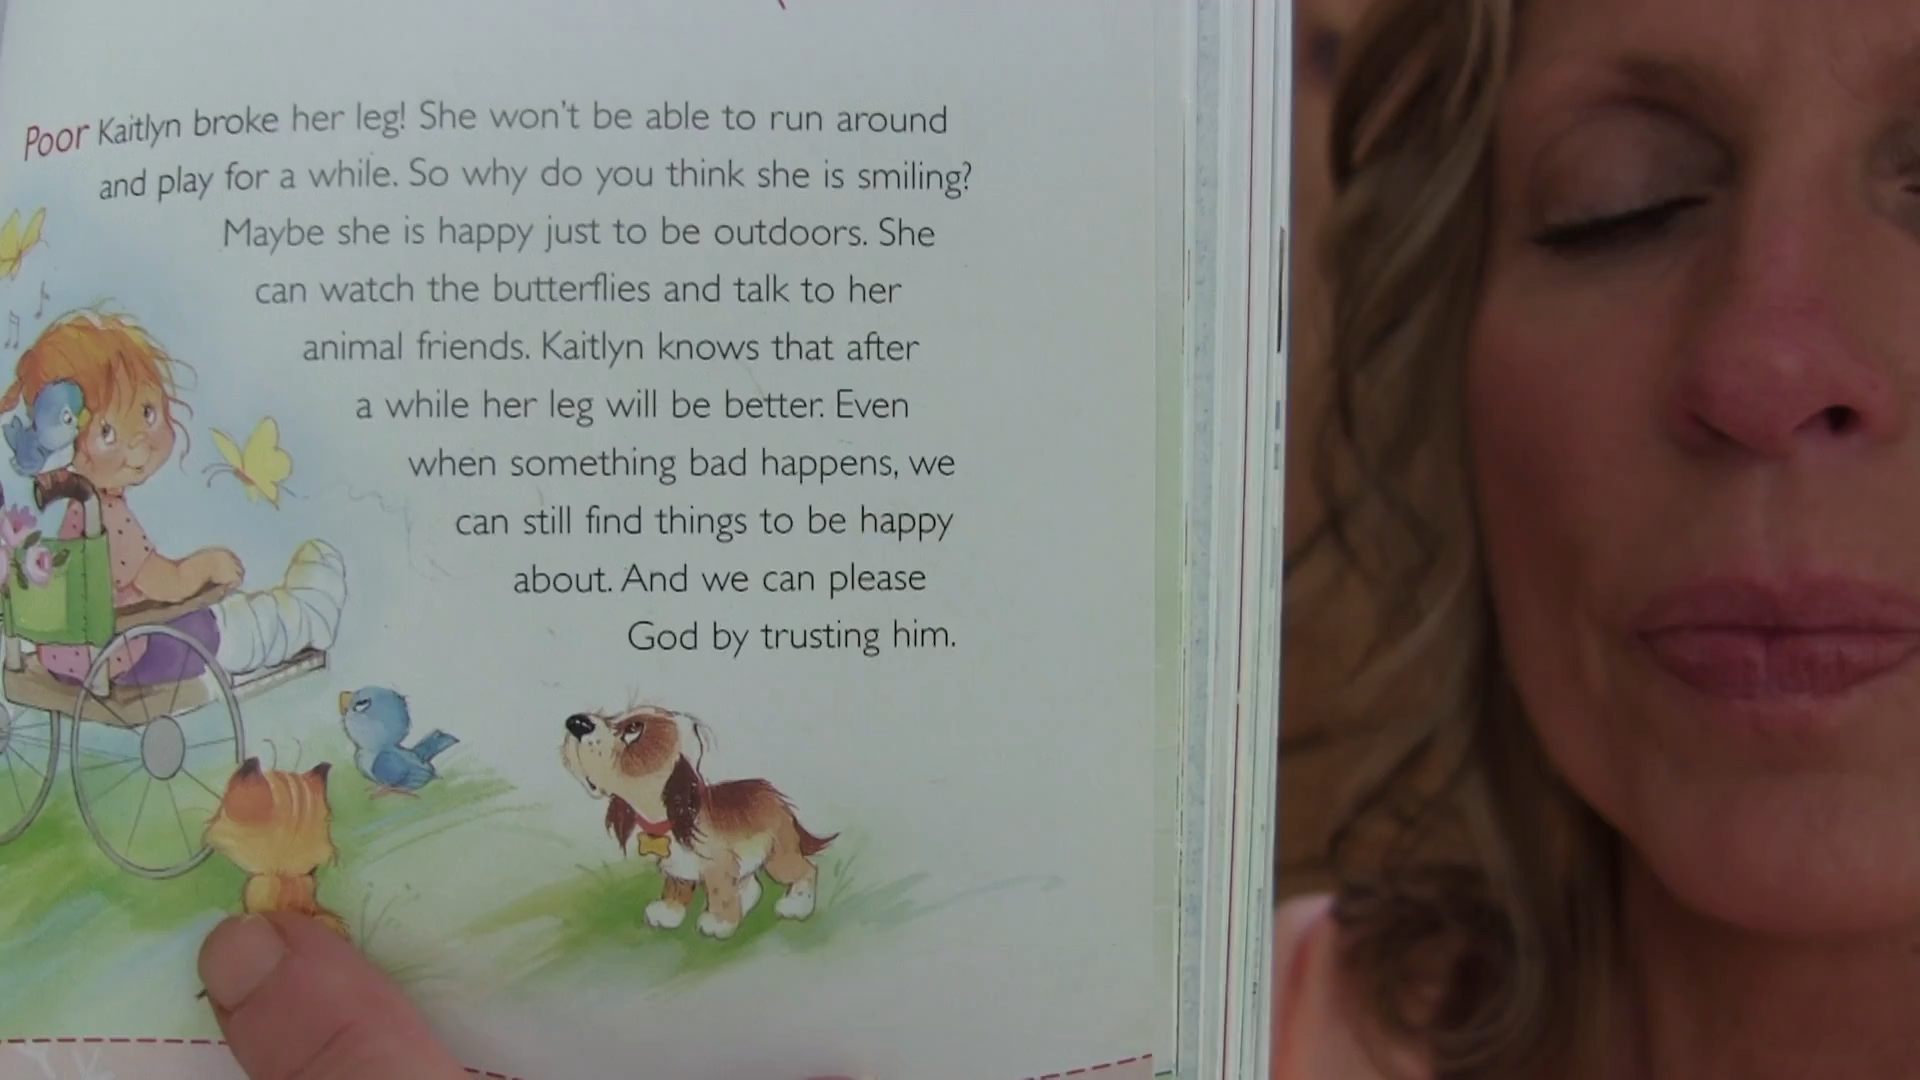 Poor Kaitlyn broke her leg! She won't be able to run around
and play for a while. So why do you think she is smiling?
Maybe she is happy just to be outdoors. She
can watch the butterflies and talk to her
animal friends. Kaitlyn knows that after
a while her leg will be better. Even
when something bad happens, we
can still find things to be happy
about. And we can please
God by trusting him.